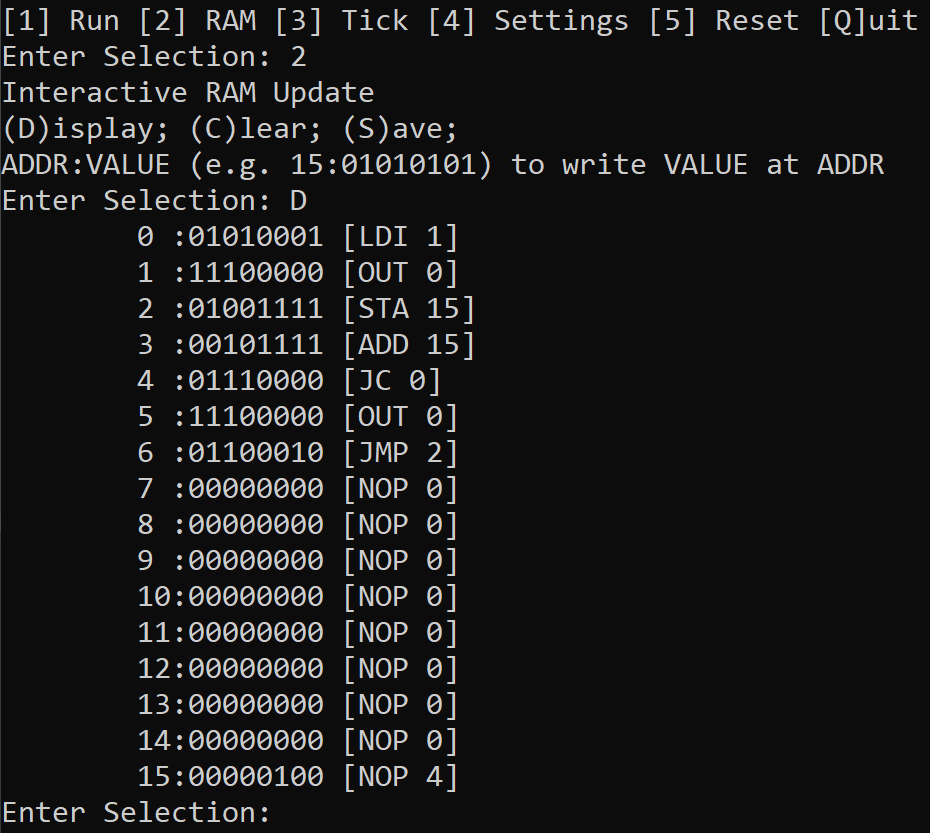 [1] Run [2] RAM [3] Tick [4] Settings [5] Reset [Q]uit
Enter Selection: 2
Interactive RAM Update
(D)isplay; (C)lear; (S)ave;
ADDR:VALUE (e.g. 15:01010101) to write VALUE at ADDR
Enter Selection: D
0 :01010001 [LDI 1]
1 :11100000 [OUT 0]
2 :01001111 [STA 15]
3 :00101111 [ADD 15]
4 :01110000 [JC 0]
5 :11100000 [OUT 0]
6 :01100010 [JMP 2]
7 :00000000 [NOP 0]
8 :00000000 [NOP 0]
9 :00000000 [NOP 0]
10:00000000 [NOP 0]
11:00000000 [NOP 0]
12:00000000 [NOP 0]
13:00000000 [NOP 0]
14:00000000 [NOP 0]
15:00000100 [NOP 4]
Enter Selection: